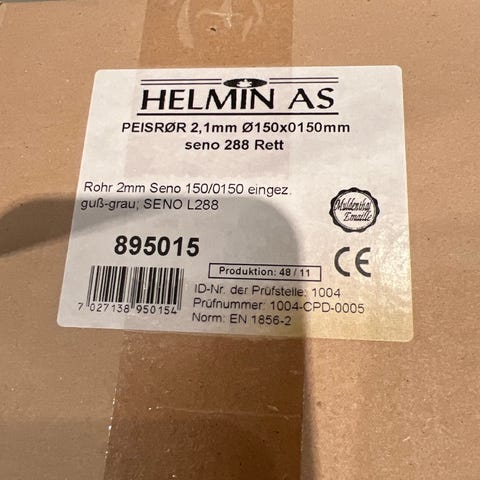 HELMIN AS
PEISRØR 2,1mm Ø150x0150mm
seno 288 Rett
Rohr 2mm Seno 150/0150 eingez.
guß-grau; SENO L288
Muldenthal
Emaille
895015
CE
Produktion: 48 / 11
ID-Nr. der Prüfstelle: 1004
Prüfnummer: 1004-CPD-0005
Norm: EN 1856-2
7 027138 950154